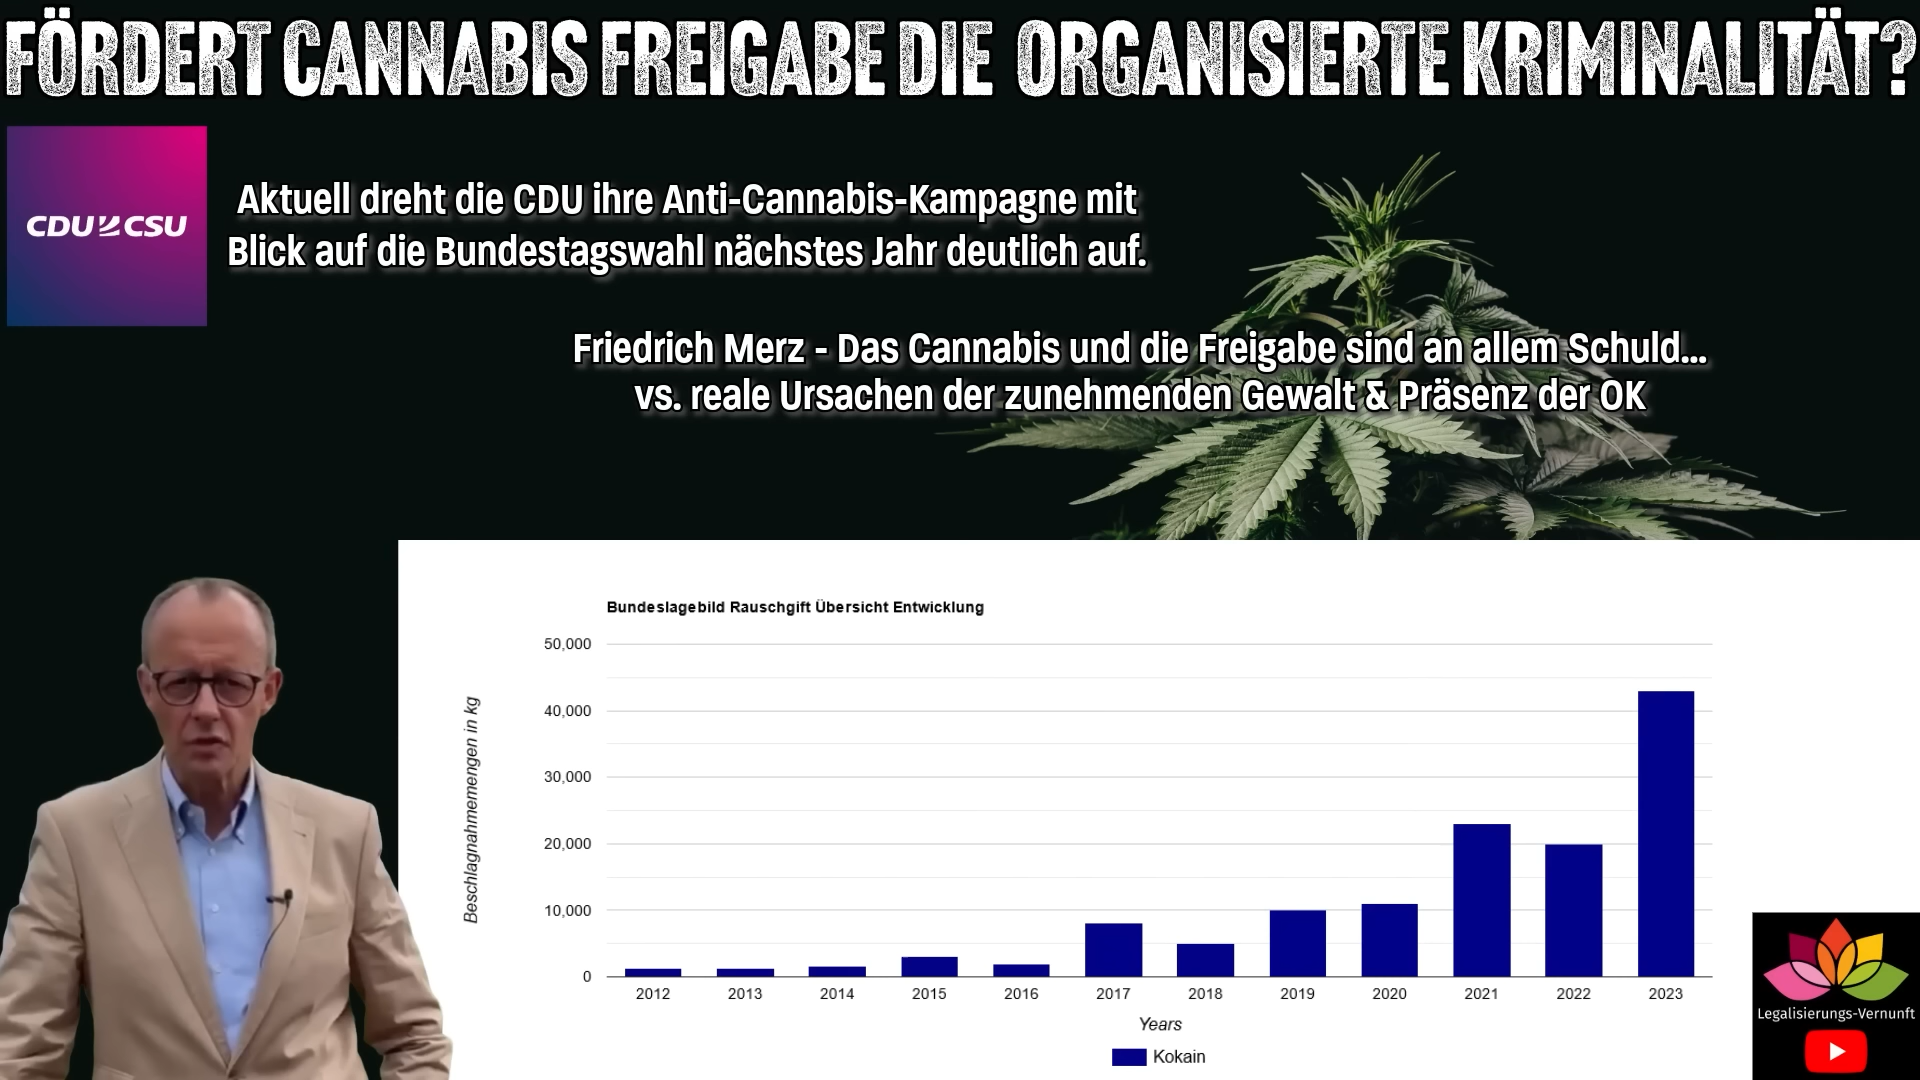 FÖRDERT CANNABIS FREIGABE DIE ORGANISIERTE KRIMINALITÄT?
CDU CSU
Aktuell dreht die CDU ihre Anti-Cannabis-Kampagne mit
Blick auf die Bundestagswahl nächstes Jahr deutlich auf.
Friedrich Merz - Das Cannabis und die Freigabe sind an allem Schuld...
vs. reale Ursachen der zunehmenden Gewalt & Präsenz der OK
Bundeslagebild Rauschgift Übersicht Entwicklung
Beschlagnahmemengen in kg
50,000
40,000
30,000
20,000
10,000
0
2012 2013 2014 2015 2016 2017 2018 2019 2020 2021 2022 2023
Years
Kokain
Legalisierungs-Vernunft